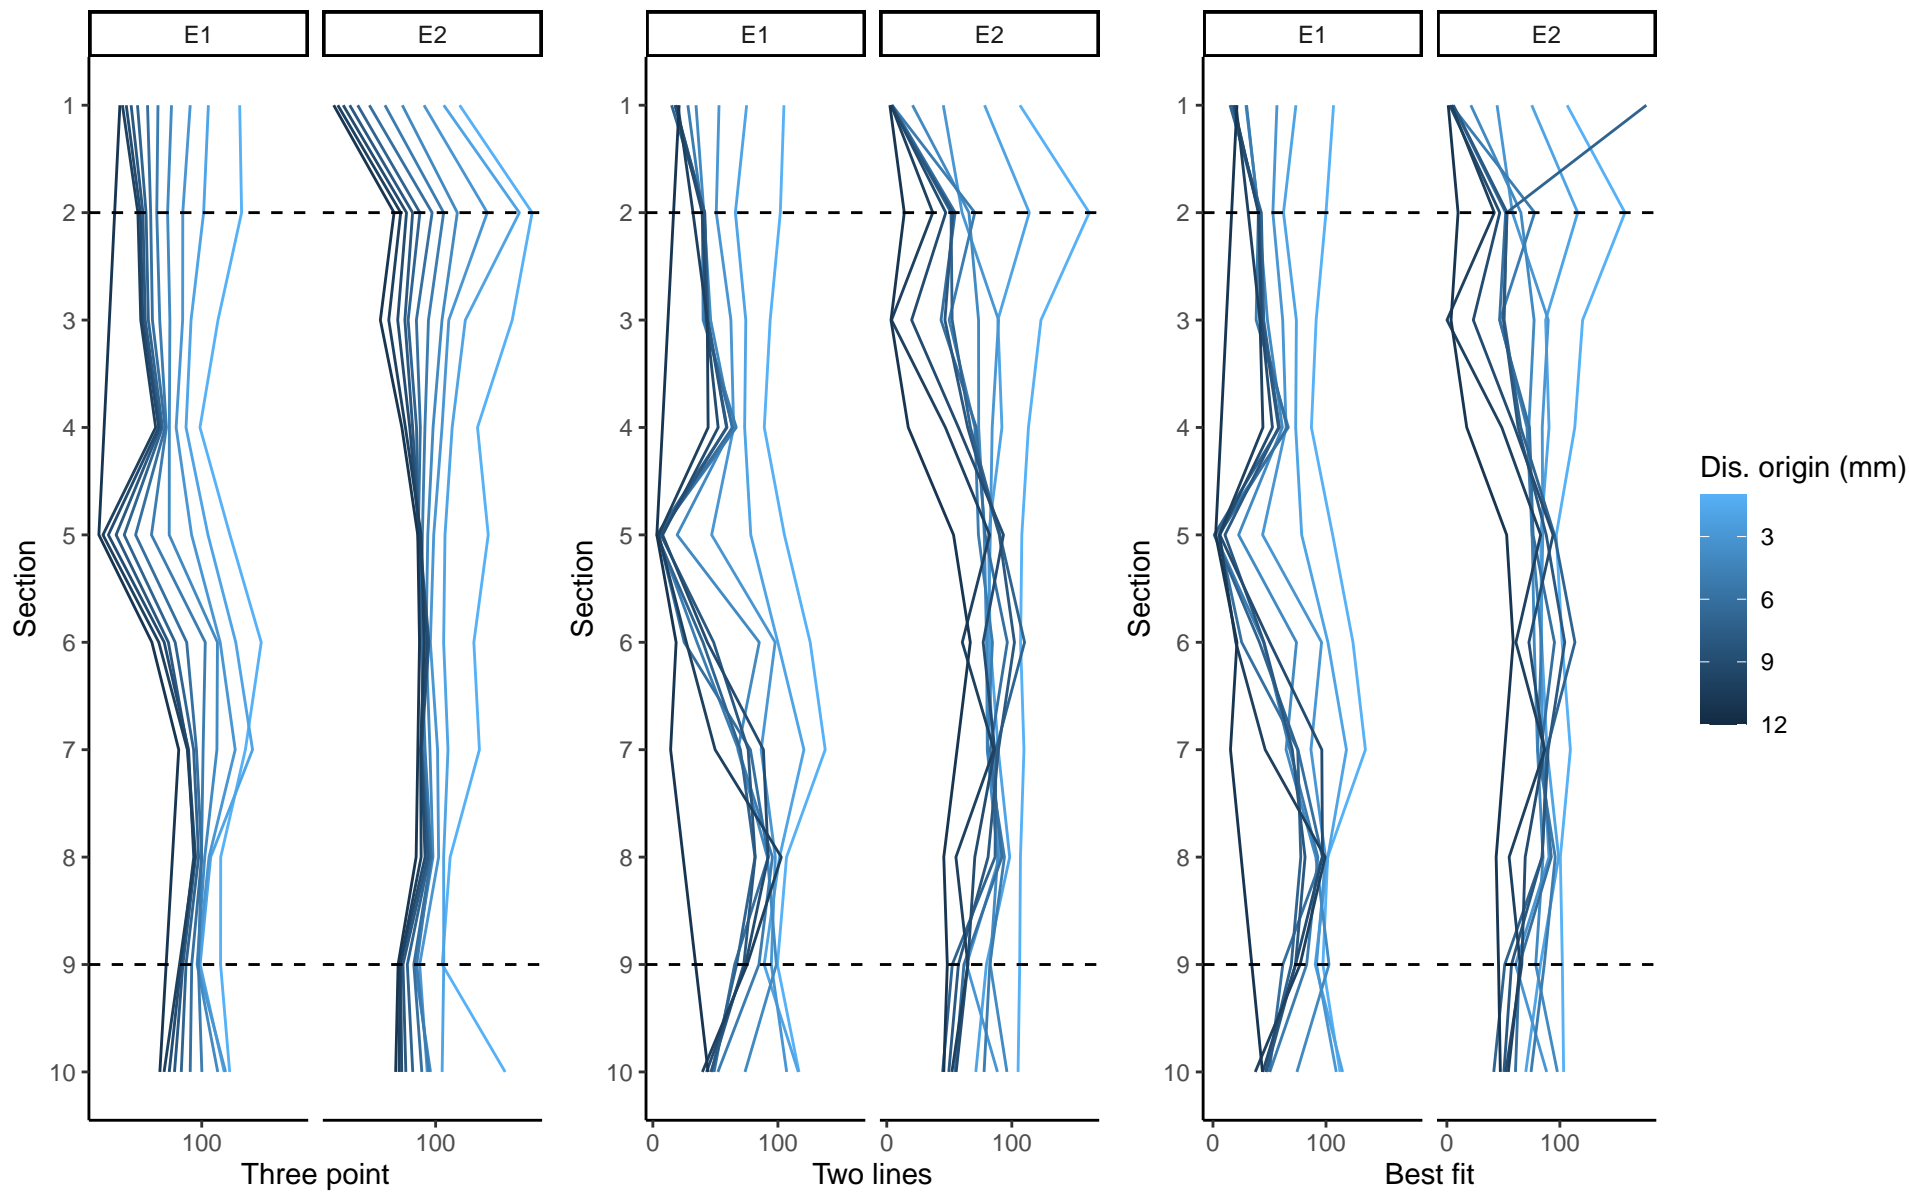 E1 E2 E1 E2 E1 E2
1 1 1
2 2 2
3 3 3
4 4 4
Dis. origin (mm)
3
6
9
12
5 5 5
Section Section Section
6 6 6
7 7 7
8 8 8
9 9 9
10 10 10
100 100 0 100 0 100 0 100 0 100
Three point Two lines Best fit